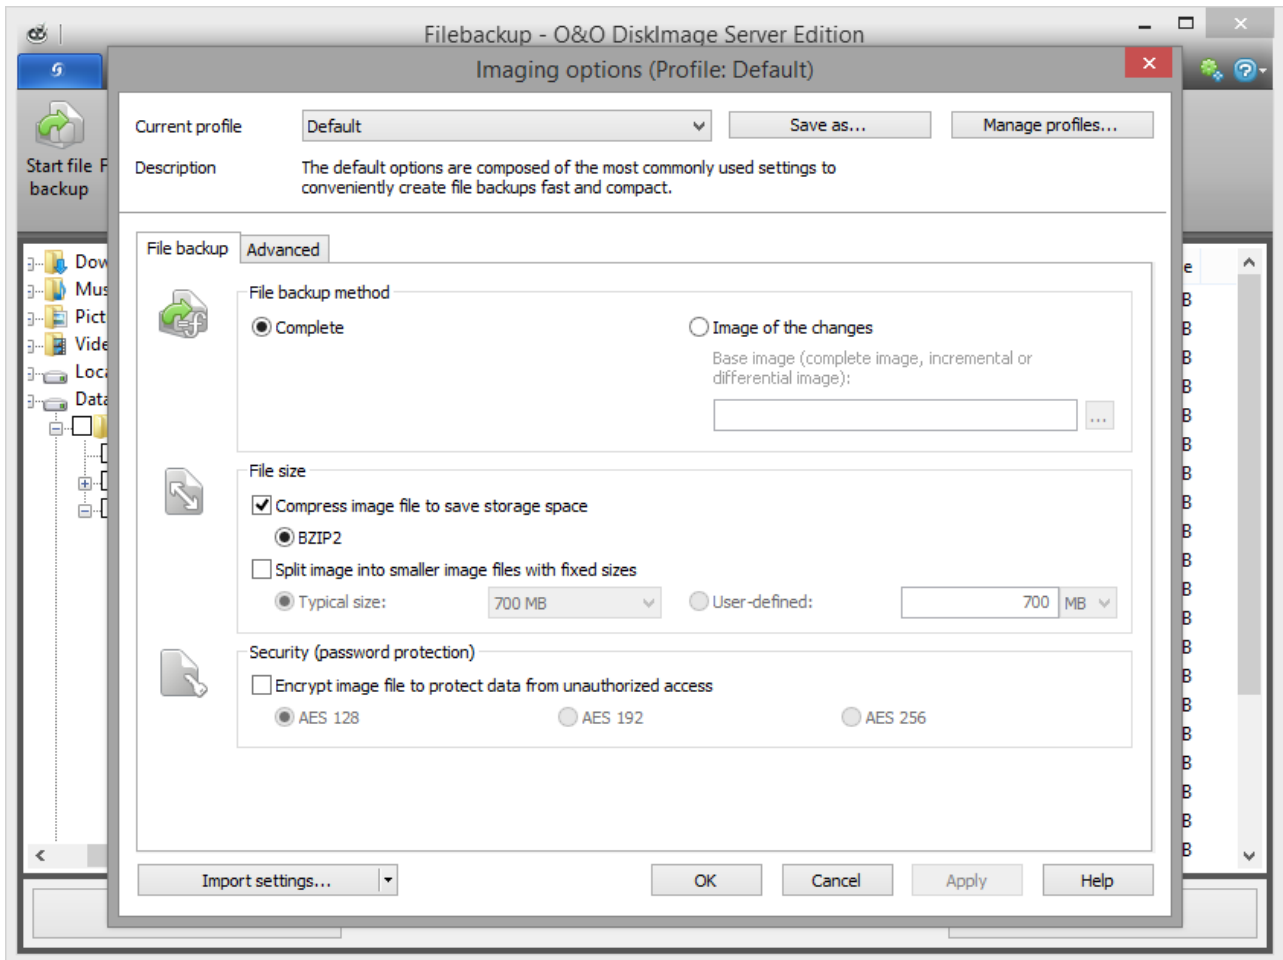 Filebackup - O&O DiskImage Server Edition
Imaging options (Profile: Default)
Start file
backup
Current profile
Default
Save as...
Manage profiles...
Description
The default options are composed of the most commonly used settings to
conveniently create file backups fast and compact.
File backup
Advanced
File backup method
Complete
Image of the changes
Base image (complete image, incremental or
differential image):
...
File size
Compress image file to save storage space
BZIP2
Split image into smaller image files with fixed sizes
Typical size:
700 MB
User-defined:
700
MB
Security (password protection)
Encrypt image file to protect data from unauthorized access
AES 128
AES 192
AES 256
Import settings...
OK
Cancel
Apply
Help